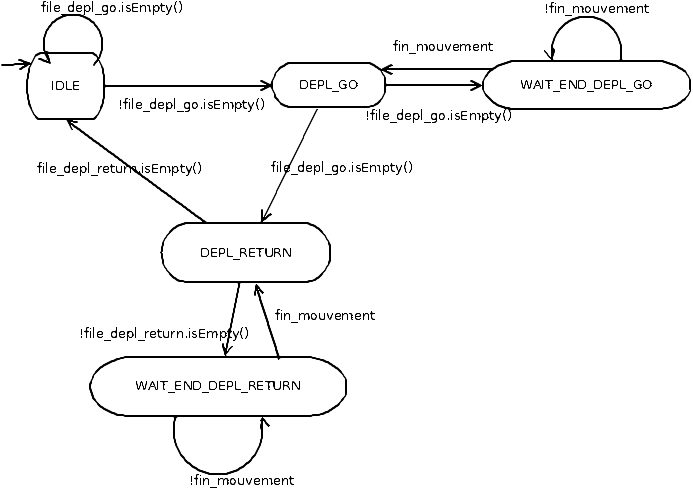 file_depl_go.isEmpty()
!fin_mouvement
fin_mouvement
IDLE
DEPL_GO
WAIT_END_DEPL_GO
!file_depl_go.isEmpty()
!file_depl_go.isEmpty()
file_depl_return.isEmpty()
file_depl_go.isEmpty()
DEPL_RETURN
fin_mouvement
!file_depl_return.isEmpty()
WAIT_END_DEPL_RETURN
!fin_mouvement